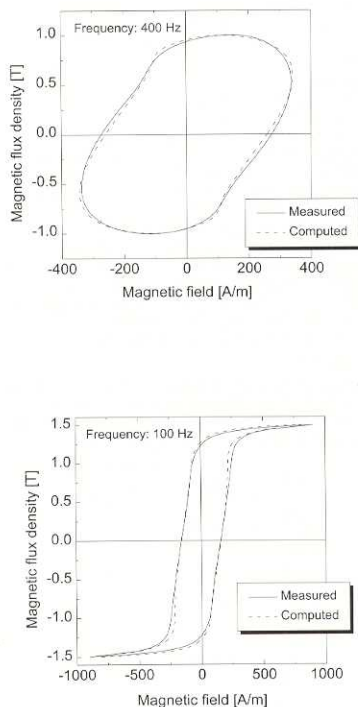 Frequency: 400 Hz
Magnetic flux density [T]
1.0
0.5
0.0
-0.5
-1.0
Measured
Computed
-400 -200 0 200 400
Magnetic field [A/m]
Frequency: 100 Hz
Magnetic flux density [T]
1.5
1.0
0.5
0.0
-0.5
-1.0
-1.5
Measured
Computed
-1000 -500 0 500 1000
Magnetic field [A/m]